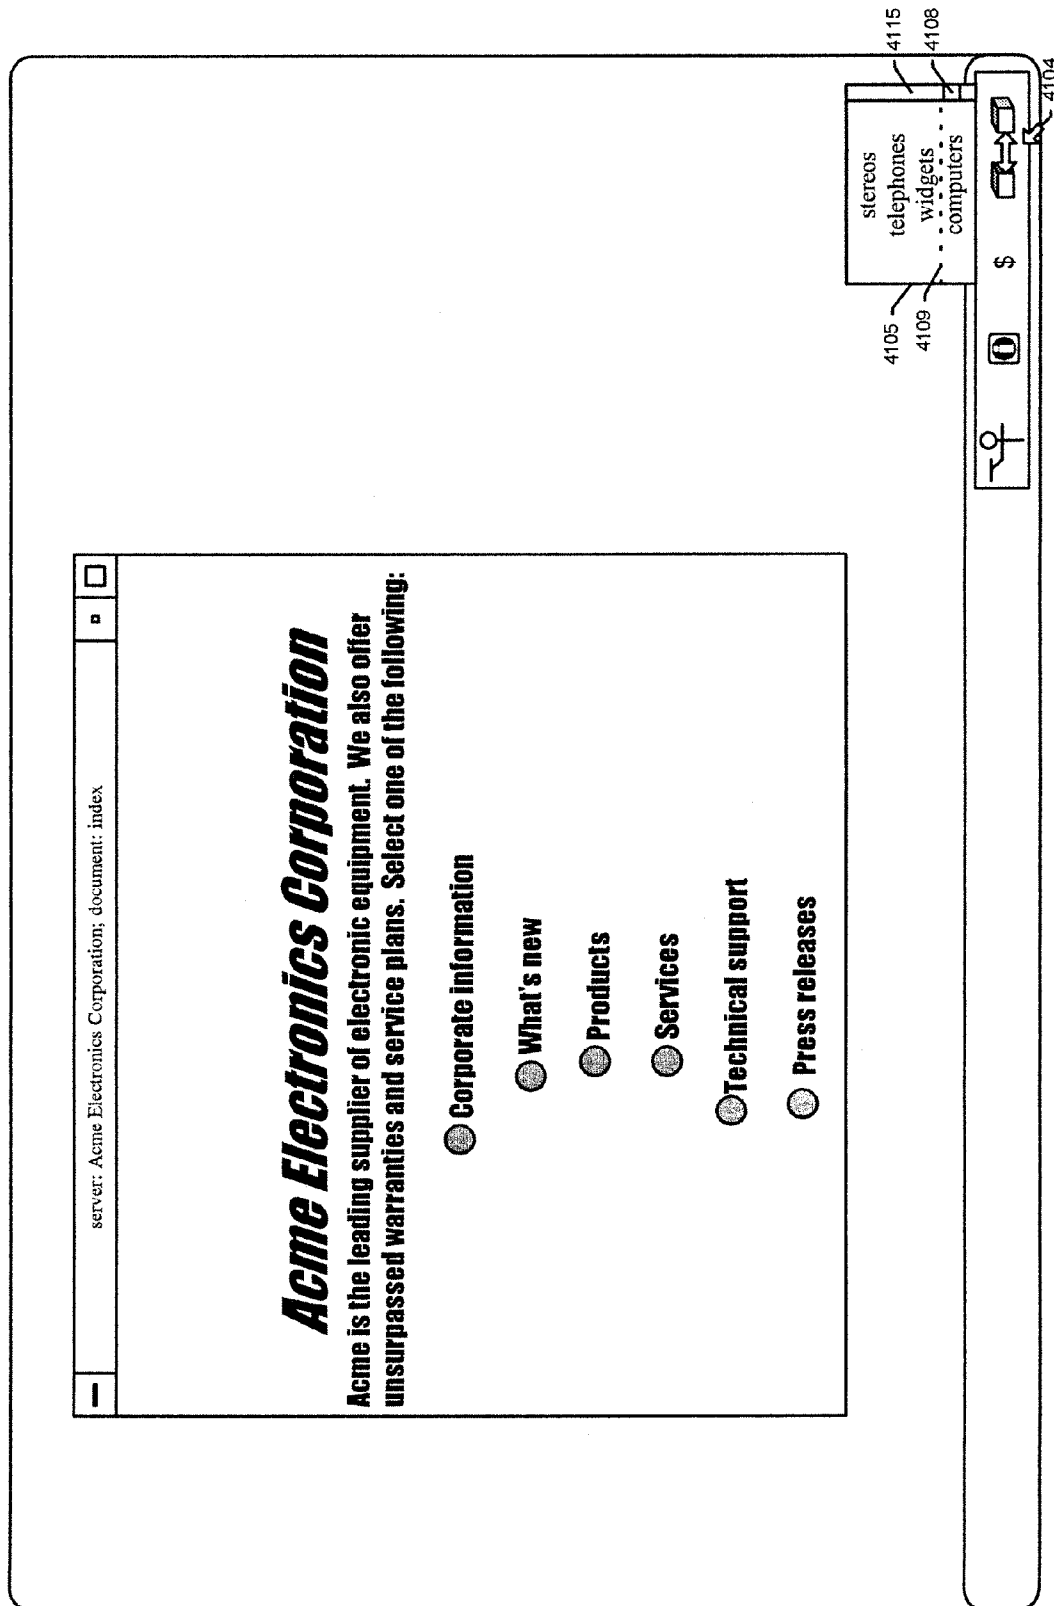 server: Acme Electronics Corporation; document: index
Acme Electronics Corporation
Acme is the leading supplier of electronic equipment. We also offer
unsurpassed warranties and service plans. Select one of the following:
Corporate information
What's new
Products
Services
Technical support
Press releases
stereos
telephones
widgets
computers
4115
4108
4105
4109
$
0
4104